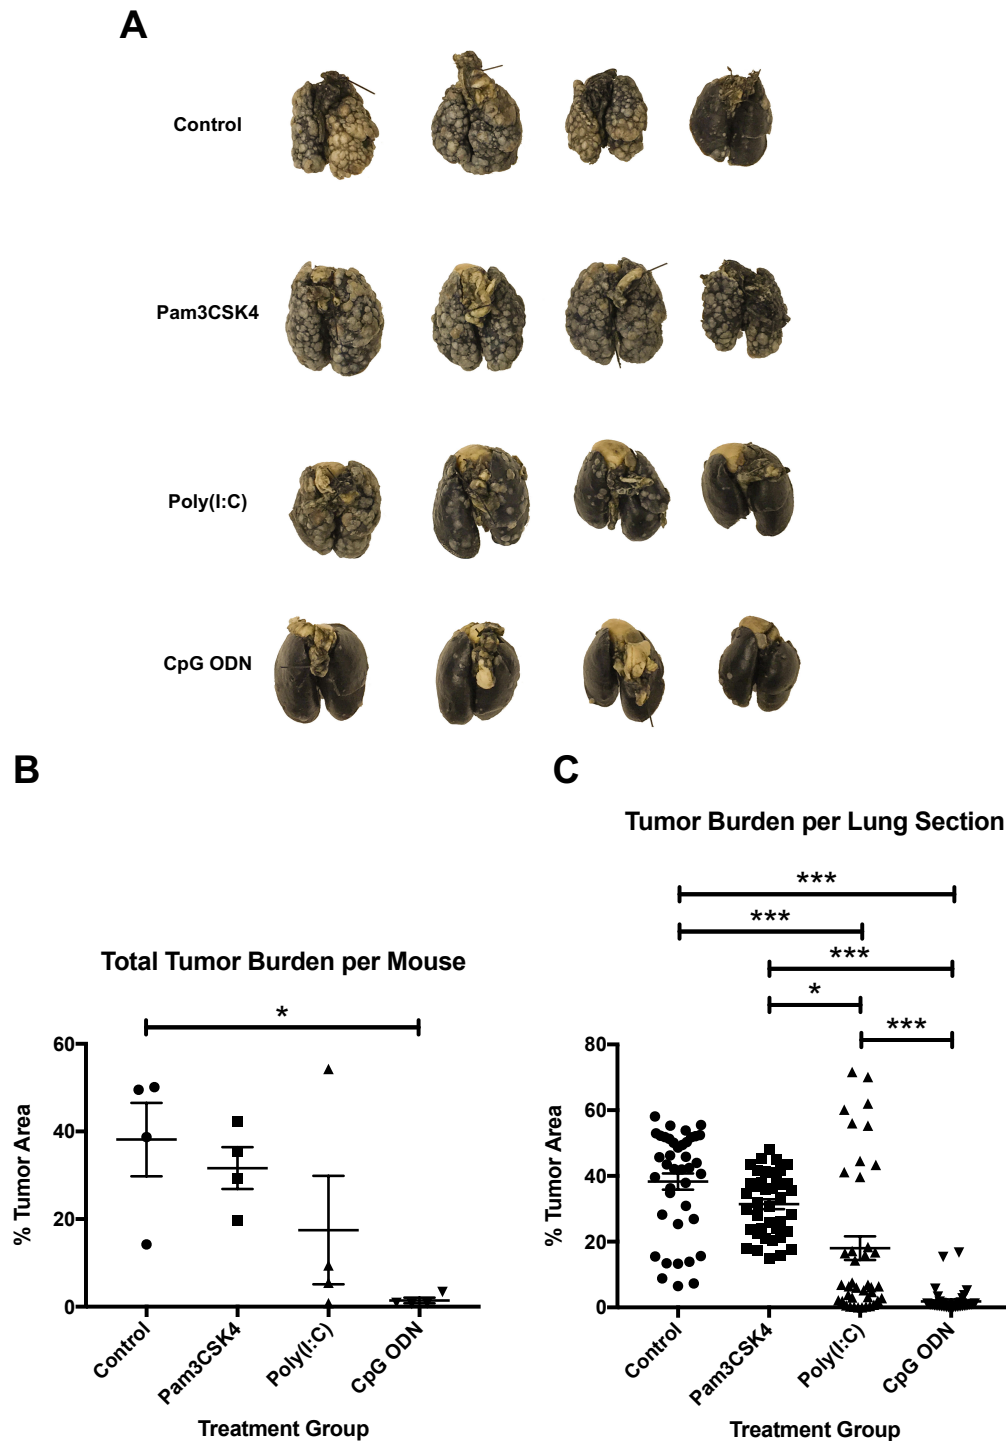 A
Control
Pam3CSK4
Poly(I:C)
CpG ODN
B
Total Tumor Burden per Mouse
*
% Tumor Area
60
40
20
0
Control
Pam3CSK4
Poly(I:C)
CpG ODN
Treatment Group
C
Tumor Burden per Lung Section
***
***
***
*
***
% Tumor Area
80
60
40
20
0
Control
Pam3CSK4
Poly(I:C)
CpG ODN
Treatment Group